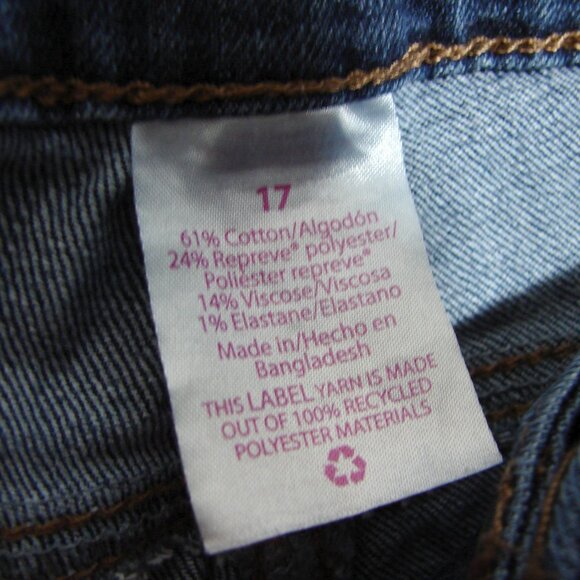 17
61% Cotton/Algodón
24% Repreve® polyester/
Poliéster repreve®
14% Viscose/Viscosa
1% Elastane/Elastano
Made in/Hecho en
Bangladesh
THIS LABEL YARN IS MADE
OUT OF 100% RECYCLED
POLYESTER MATERIALS